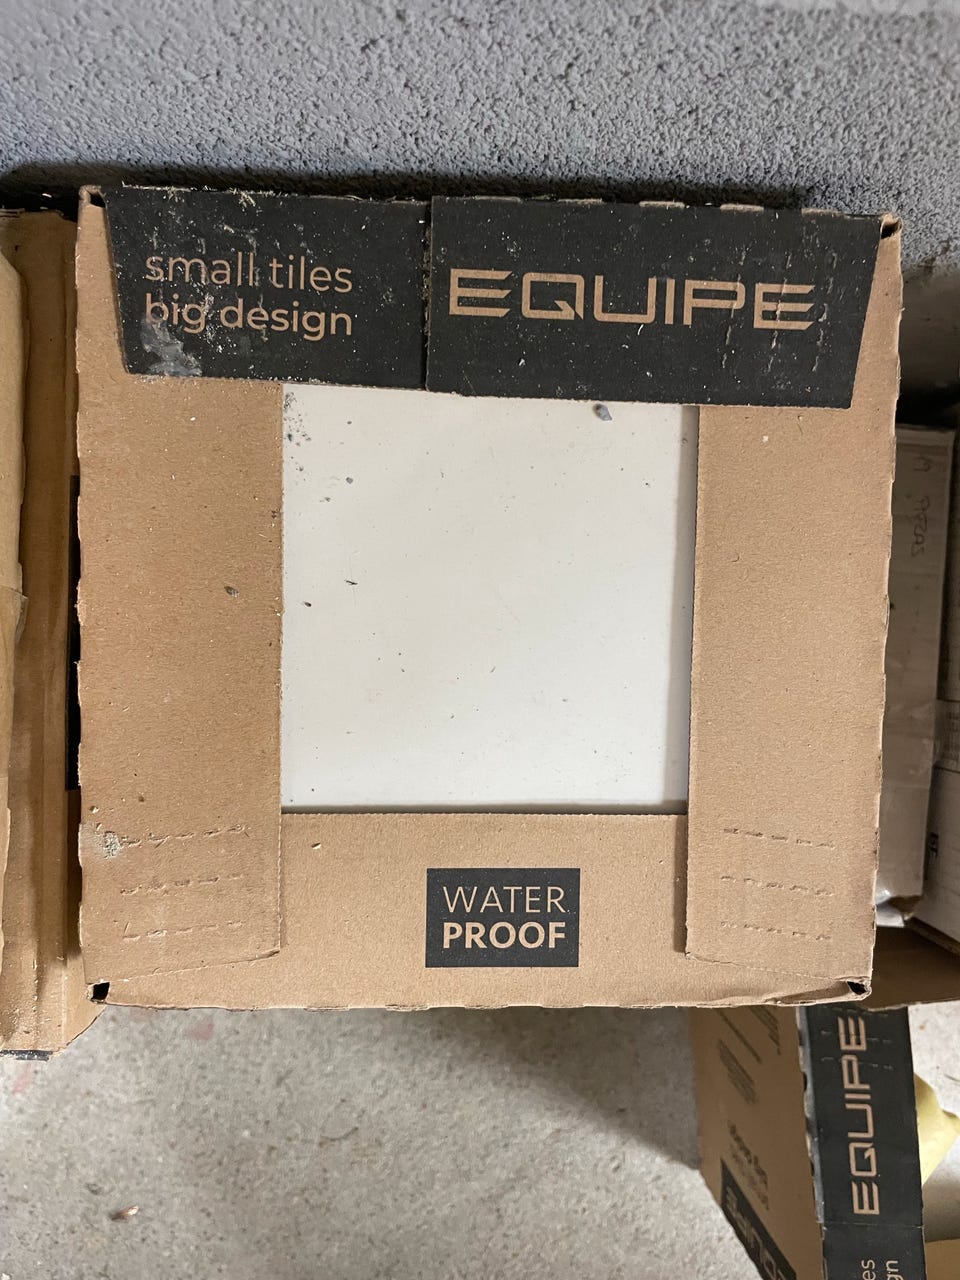 small tiles
big design
EQUIPE
WATER
PROOF
EQUIPE